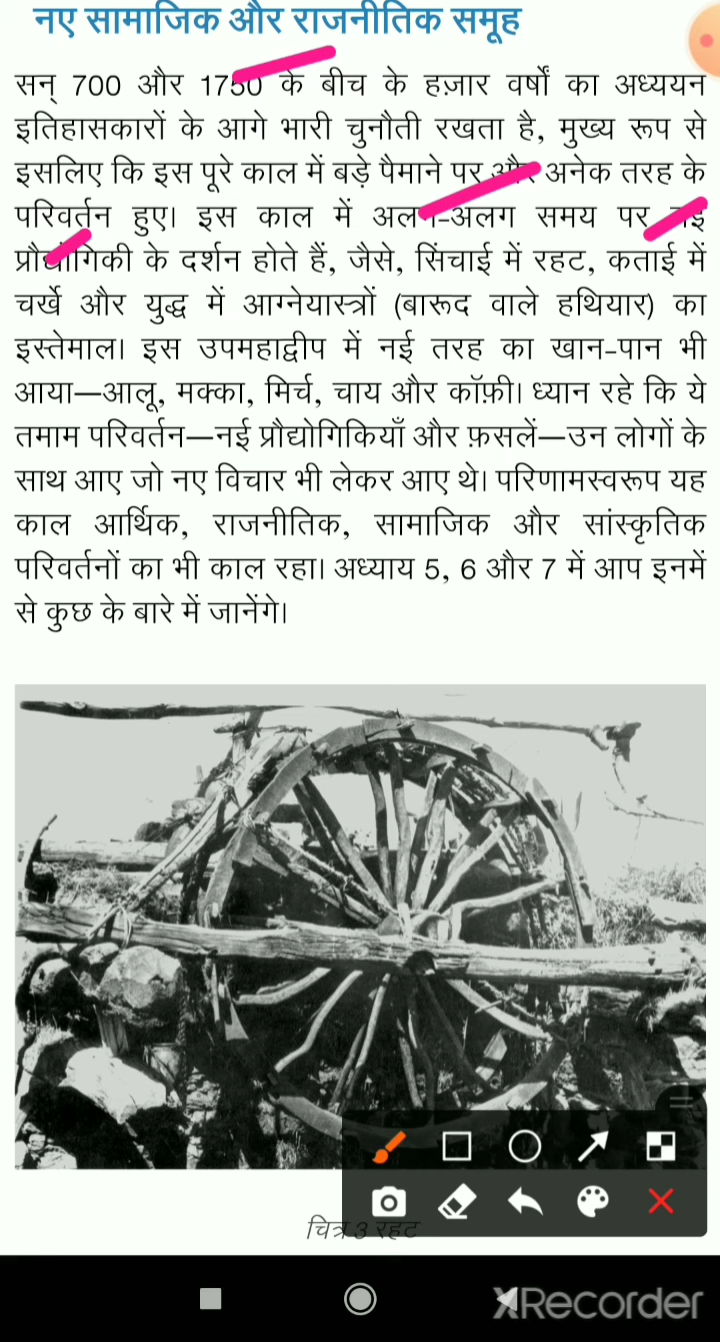 नए सामाजिक और राजनीतिक समूह
सन् 700 और 1750 के बीच के हज़ार वर्षों का अध्ययन
इतिहासकारों के आगे भारी चुनौती रखता है, मुख्य रूप से
इसलिए कि इस पूरे काल में बड़े पैमाने पर और अनेक तरह के
परिवर्तन हुए। इस काल में अलग-अलग समय पर नई
प्रौद्योगिकी के दर्शन होते हैं, जैसे, सिंचाई में रहट, कताई में
चर्खे और युद्ध में आग्नेयास्त्रों (बारूद वाले हथियार) का
इस्तेमाल। इस उपमहाद्वीप में नई तरह का खान-पान भी
आया—आलू, मक्का, मिर्च, चाय और कॉफ़ी। ध्यान रहे कि ये
तमाम परिवर्तन—नई प्रौद्योगिकियाँ और फ़सलें—उन लोगों के
साथ आए जो नए विचार भी लेकर आए थे। परिणामस्वरूप यह
काल आर्थिक, राजनीतिक, सामाजिक और सांस्कृतिक
परिवर्तनों का भी काल रहा। अध्याय 5, 6 और 7 में आप इनमें
से कुछ के बारे में जानेंगे।
चित्र 3 रहट
XRecorder